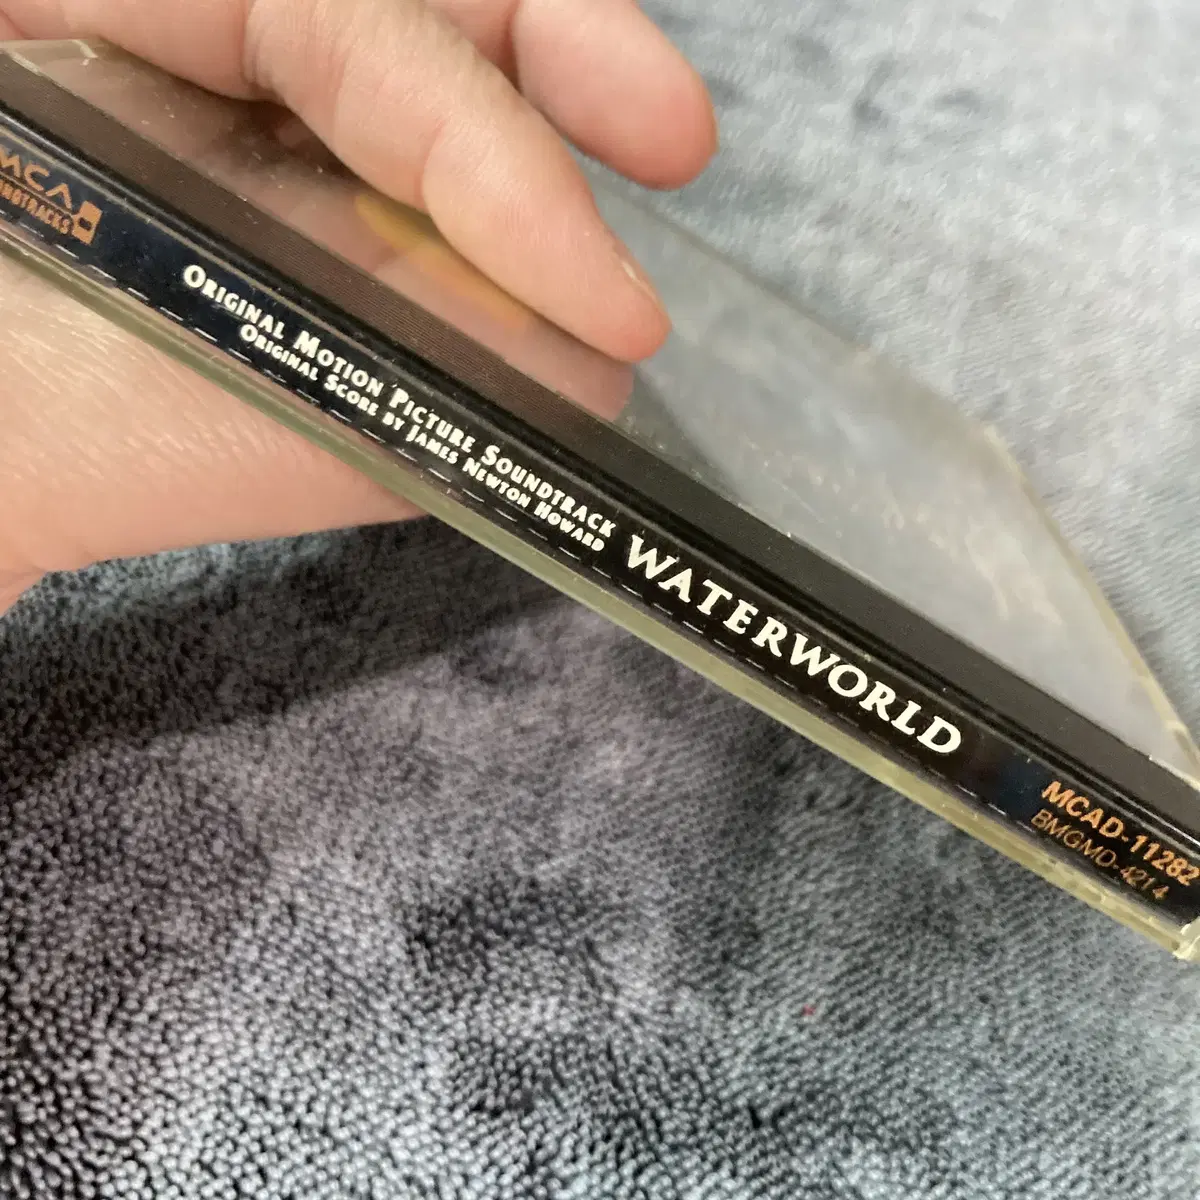 MCA
SOUNDTRACKS
ORIGINAL MOTION PICTURE SOUNDTRACK
ORIGINAL SCORE BY JAMES NEWTON HOWARD
WATERWORLD
MCAD-11282
BMGMD-4214